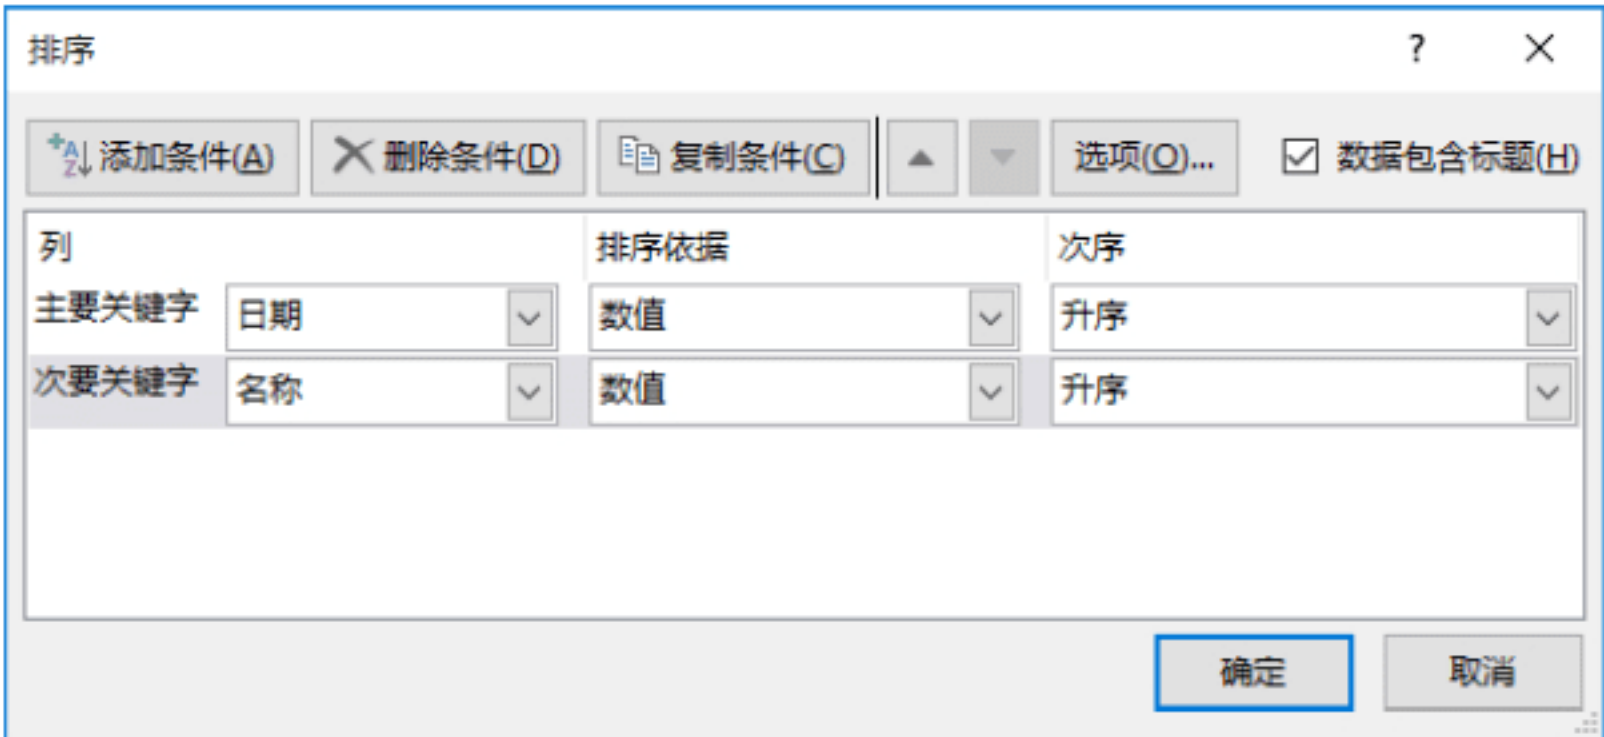 排序 ?
添加条件(A) 删除条件(D) 复制条件(C) 选项(O)... 数据包含标题(H)
列 排序依据 次序
主要关键字 日期 数值 升序
次要关键字 名称 数值 升序
确定 取消